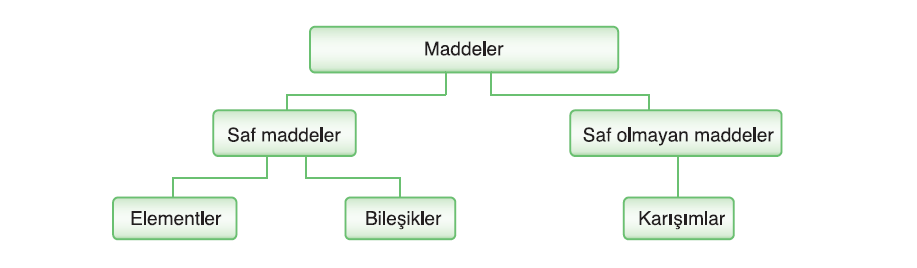 Maddeler
Saf maddeler
Saf olmayan maddeler
Elementler
Bileşikler
Karışımlar